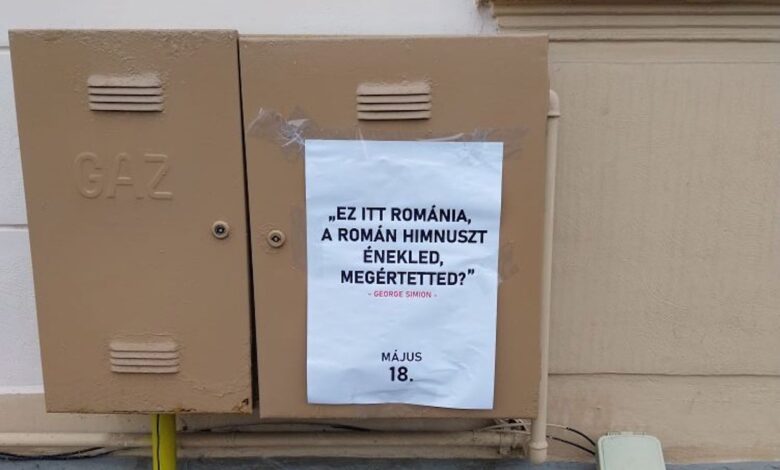 GAZ
„EZ ITT ROMÁNIA,
A ROMÁN HIMNUSZT
ÉNEKLED,
MEGÉRTETTED?”
- GEORGE SIMION -
MÁJUS
18.